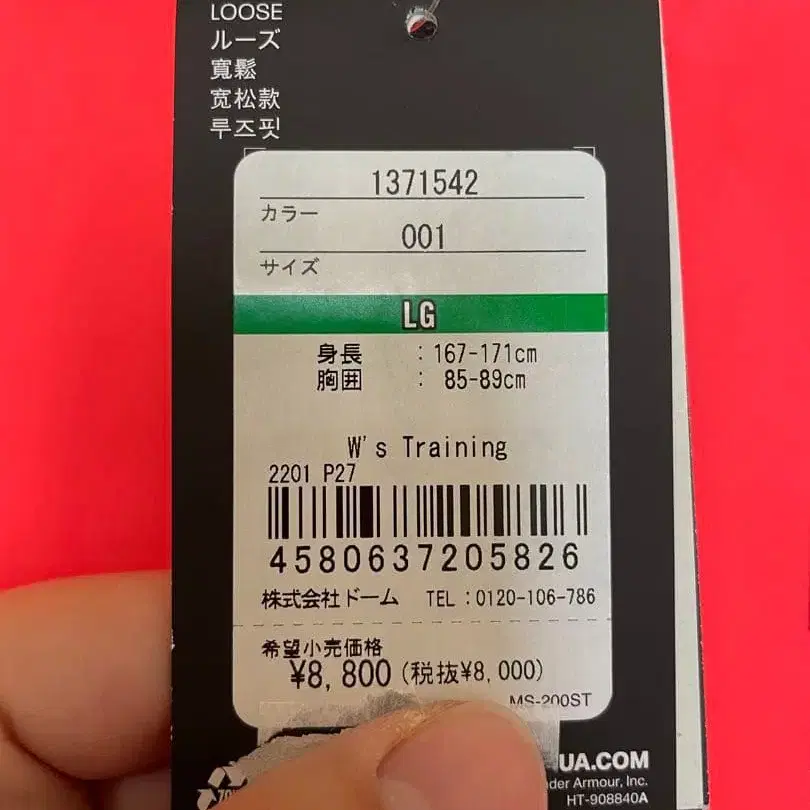 LOOSE
ルーズ
寬鬆
宽松款
루즈핏
1371542
カラー
001
サイズ
LG
身長 : 167-171cm
胸囲 : 85-89cm
W's Training
2201 P27
4580637205826
株式会社ドーム TEL:0120-106-786
希望小売価格
¥8,800(税抜¥8,000)
MS-200ST
UA.COM
Armour, Inc.
HT-908840A